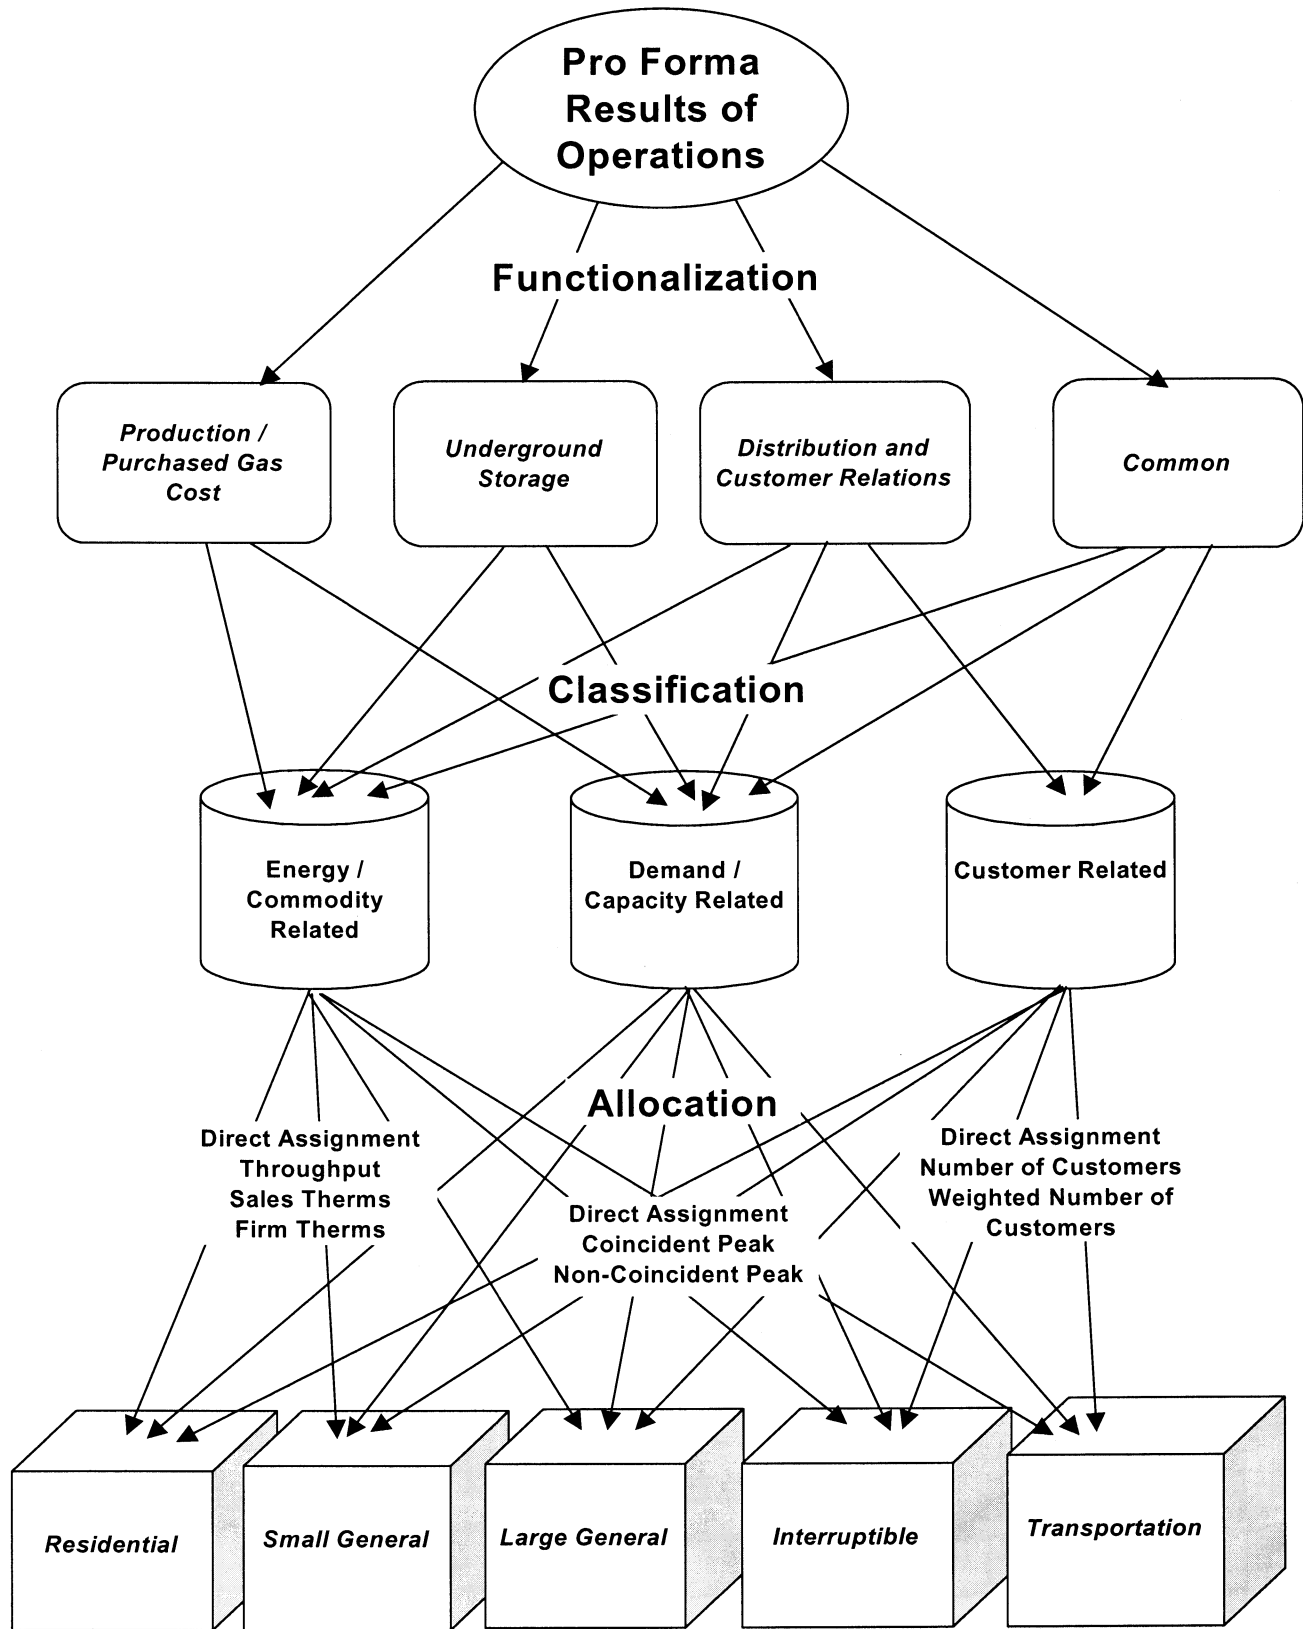 Pro Forma
Results of
Operations
Functionalization
Production /
Purchased Gas
Cost
Underground
Storage
Distribution and
Customer Relations
Common
Classification
Energy /
Commodity
Related
Demand /
Capacity Related
Customer Related
Allocation
Direct Assignment
Throughput
Sales Therms
Firm Therms
Direct Assignment
Coincident Peak
Non-Coincident Peak
Direct Assignment
Number of Customers
Weighted Number of
Customers
Residential
Small General
Large General
Interruptible
Transportation